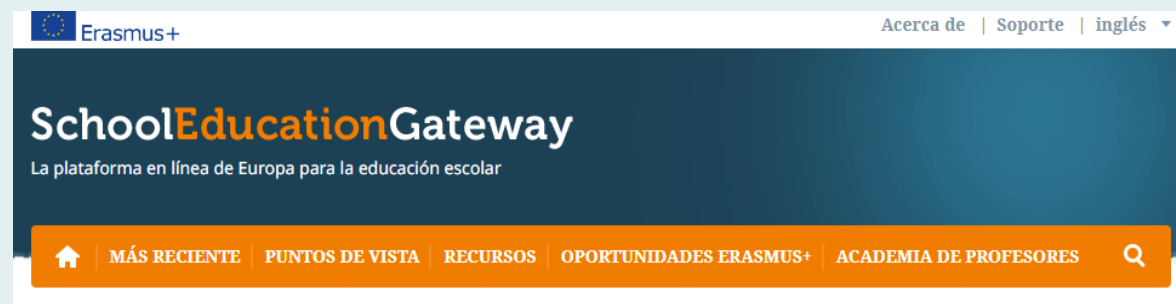 Erasmus+
Acerca de | Soporte | inglés
SchoolEducationGateway
La plataforma en línea de Europa para la educación escolar
MÁS RECIENTE | PUNTOS DE VISTA | RECURSOS | OPORTUNIDADES ERASMUS+ | ACADEMIA DE PROFESORES